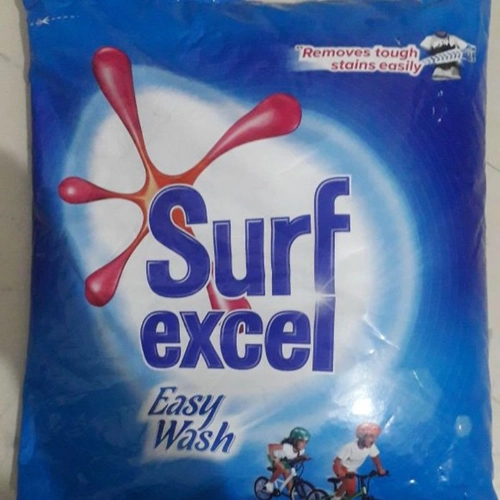 "Removes tough
stains easily
Surf
excel
Easy
Wash